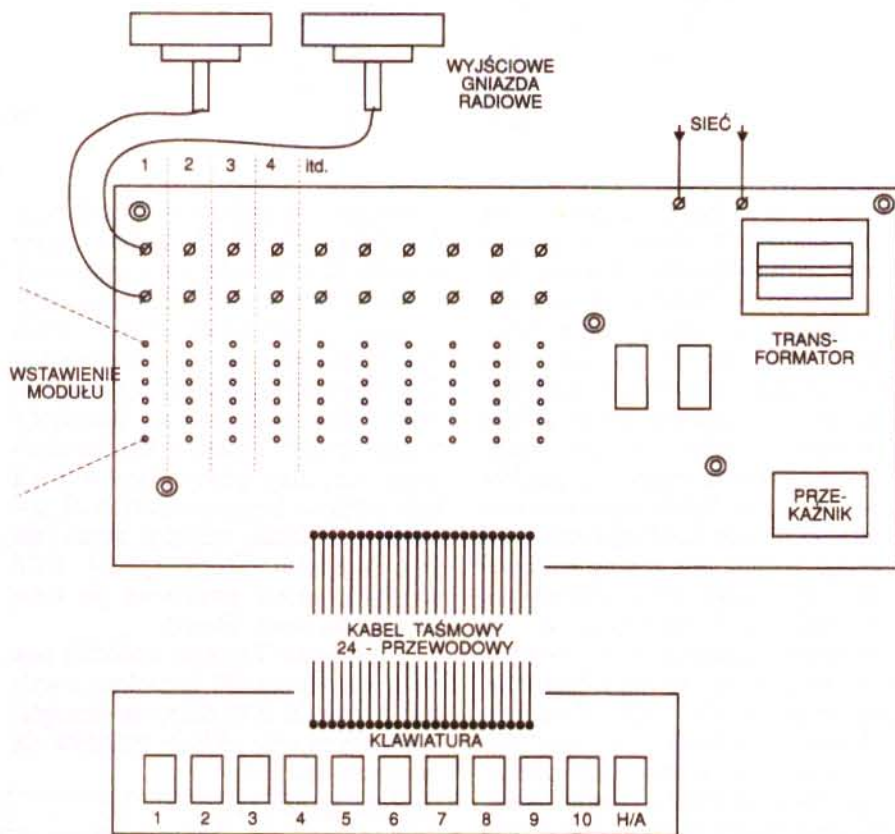 WYJŚCIOWE
GNIAZDA
RADIOWE
SIEĆ
1 2 3 4 itd.
TRANS-
FORMATOR
WSTAWIENIE
MODUŁU
PRZE-
KAŹNIK
KABEL TAŚMOWY
24 - PRZEWODOWY
KLAWIATURA
1 2 3 4 5 6 7 8 9 10 H/A